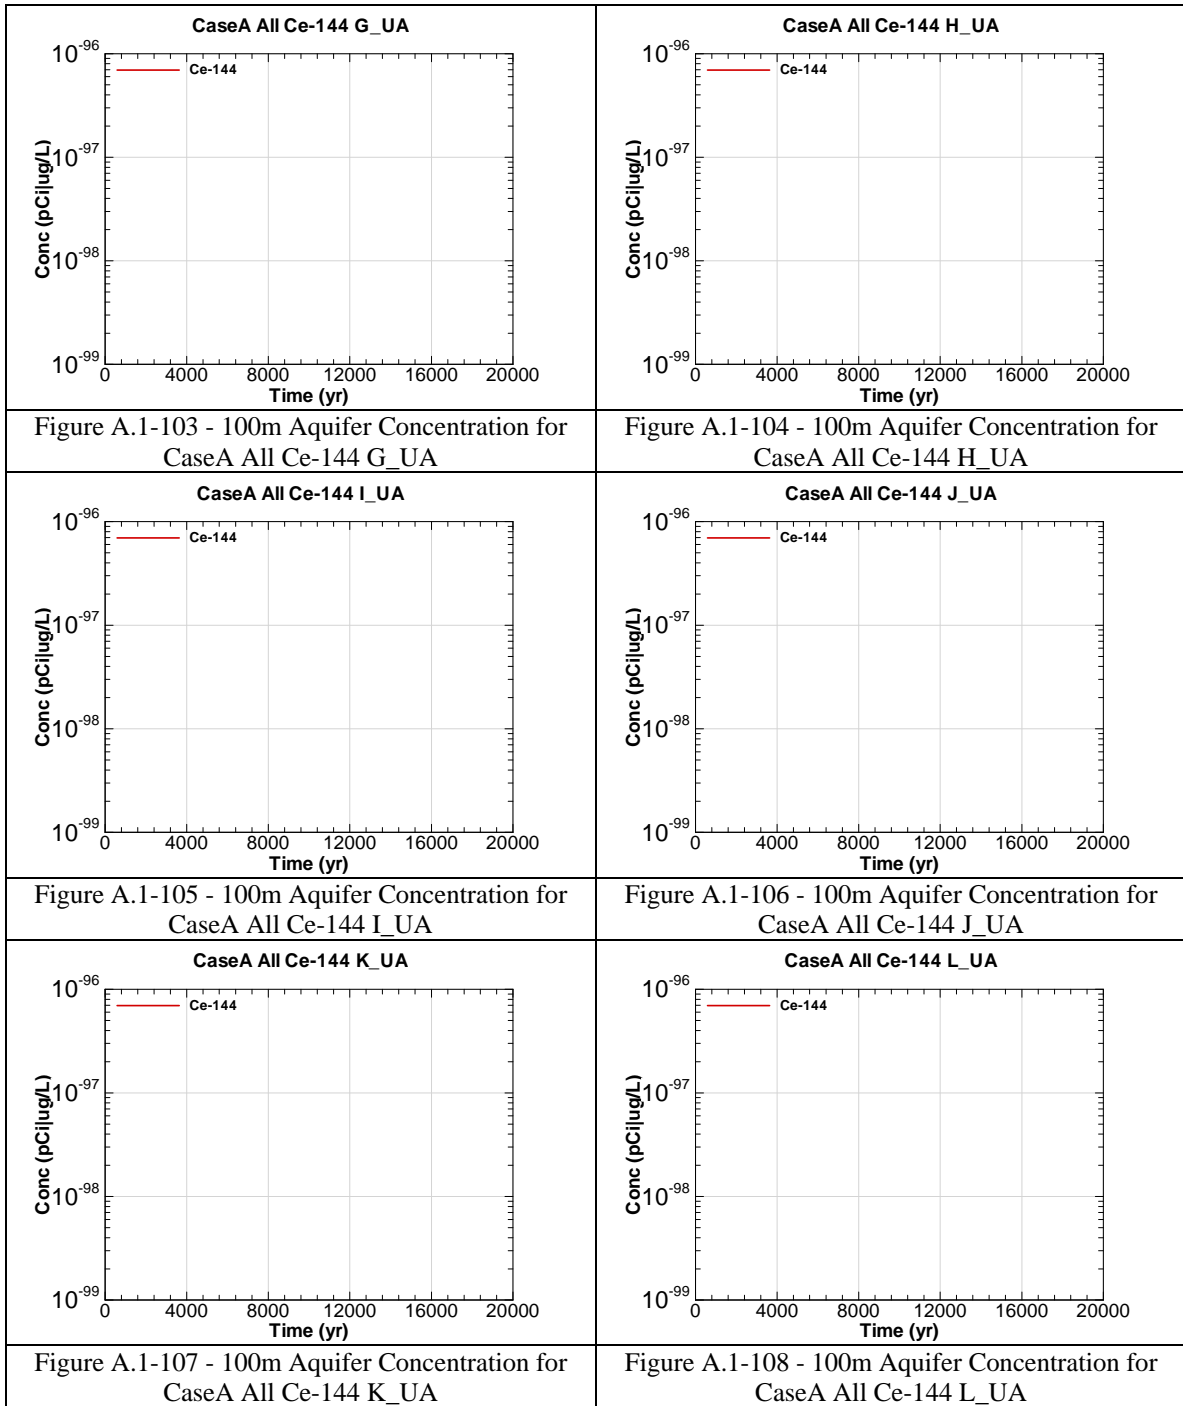 CaseA All Ce-144 G_UA
10^-96
Ce-144
10^-97
Conc (pCi|ug/L)
10^-98
10^-99
0 4000 8000 12000 16000 20000
Time (yr)
Figure A.1-103 - 100m Aquifer Concentration for
CaseA All Ce-144 G_UA
CaseA All Ce-144 H_UA
10^-96
Ce-144
10^-97
Conc (pCi|ug/L)
10^-98
10^-99
0 4000 8000 12000 16000 20000
Time (yr)
Figure A.1-104 - 100m Aquifer Concentration for
CaseA All Ce-144 H_UA
CaseA All Ce-144 I_UA
10^-96
Ce-144
10^-97
Conc (pCi|ug/L)
10^-98
10^-99
0 4000 8000 12000 16000 20000
Time (yr)
Figure A.1-105 - 100m Aquifer Concentration for
CaseA All Ce-144 I_UA
CaseA All Ce-144 J_UA
10^-96
Ce-144
10^-97
Conc (pCi|ug/L)
10^-98
10^-99
0 4000 8000 12000 16000 20000
Time (yr)
Figure A.1-106 - 100m Aquifer Concentration for
CaseA All Ce-144 J_UA
CaseA All Ce-144 K_UA
10^-96
Ce-144
10^-97
Conc (pCi|ug/L)
10^-98
10^-99
0 4000 8000 12000 16000 20000
Time (yr)
Figure A.1-107 - 100m Aquifer Concentration for
CaseA All Ce-144 K_UA
CaseA All Ce-144 L_UA
10^-96
Ce-144
10^-97
Conc (pCi|ug/L)
10^-98
10^-99
0 4000 8000 12000 16000 20000
Time (yr)
Figure A.1-108 - 100m Aquifer Concentration for
CaseA All Ce-144 L_UA